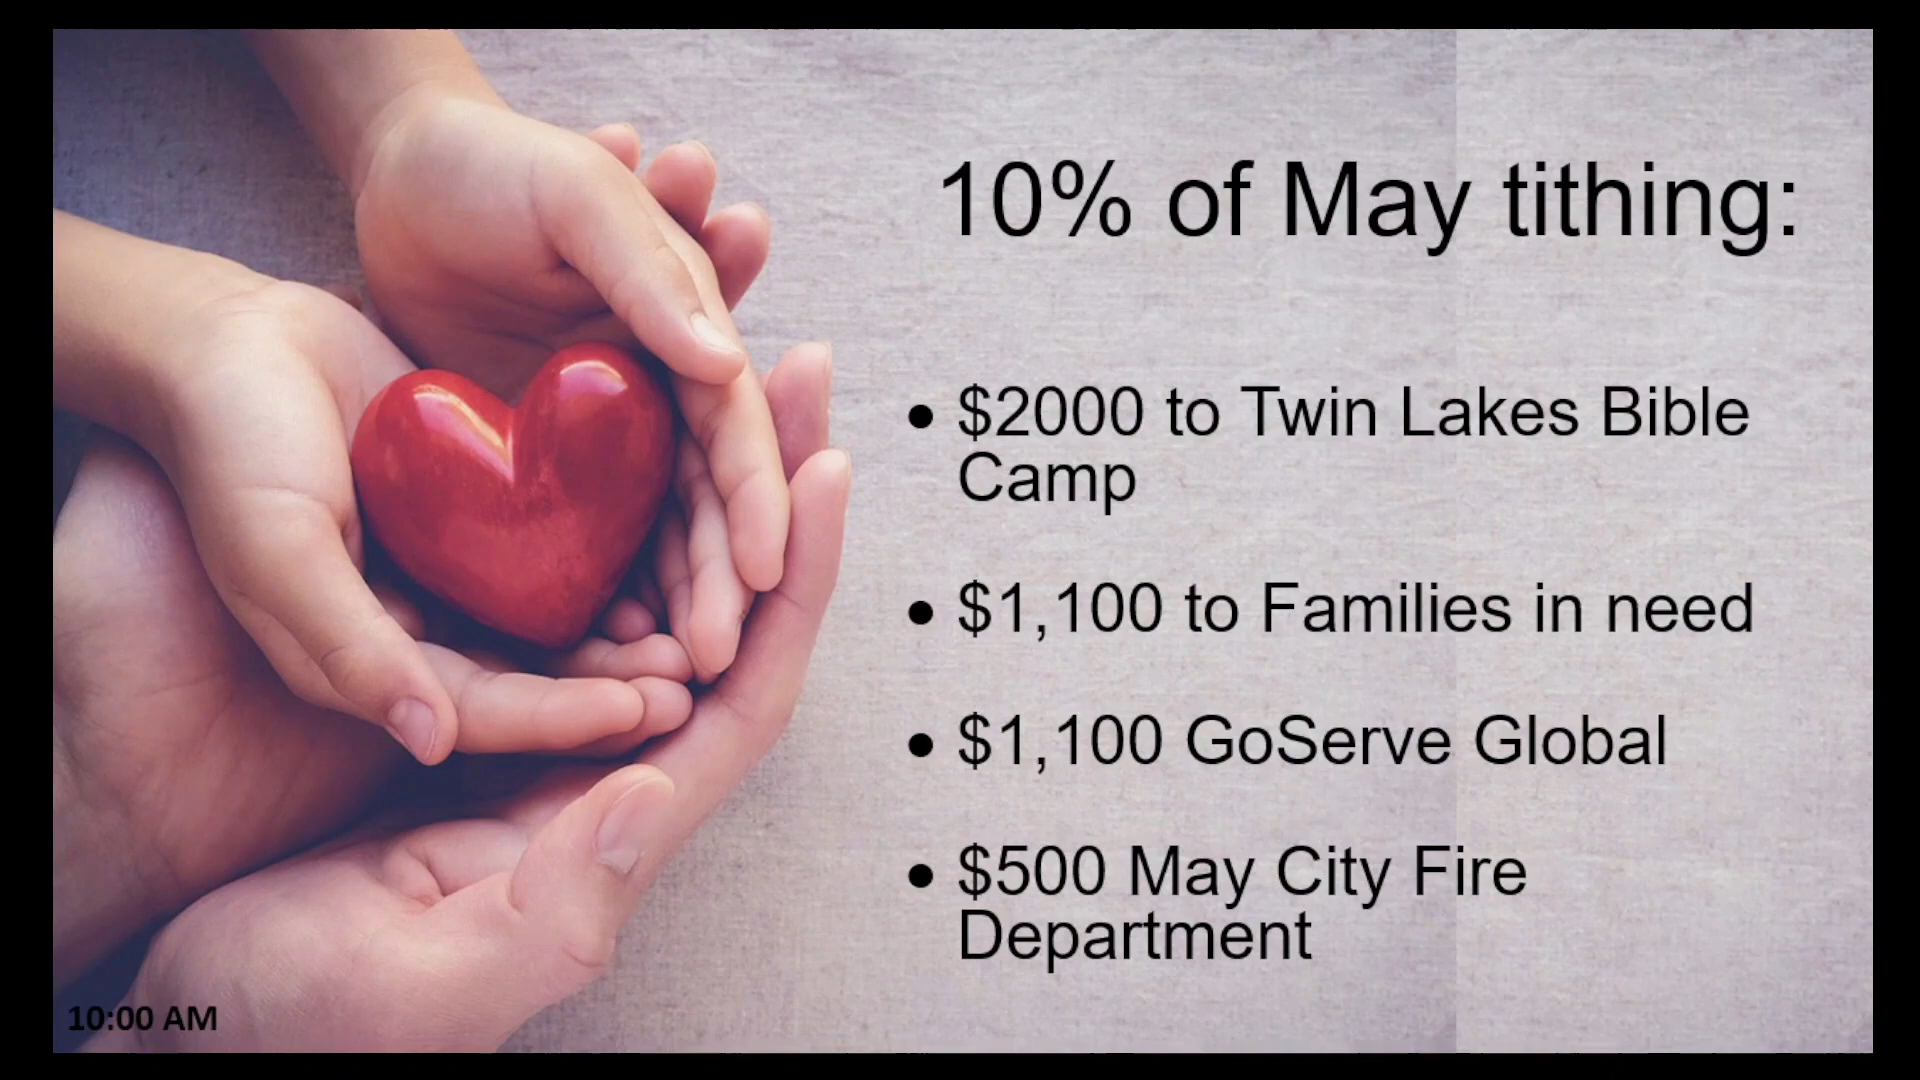 10% of May tithing:
• $2000 to Twin Lakes Bible
Camp
• $1,100 to Families in need
• $1,100 GoServe Global
• $500 May City Fire
Department
10:00 AM